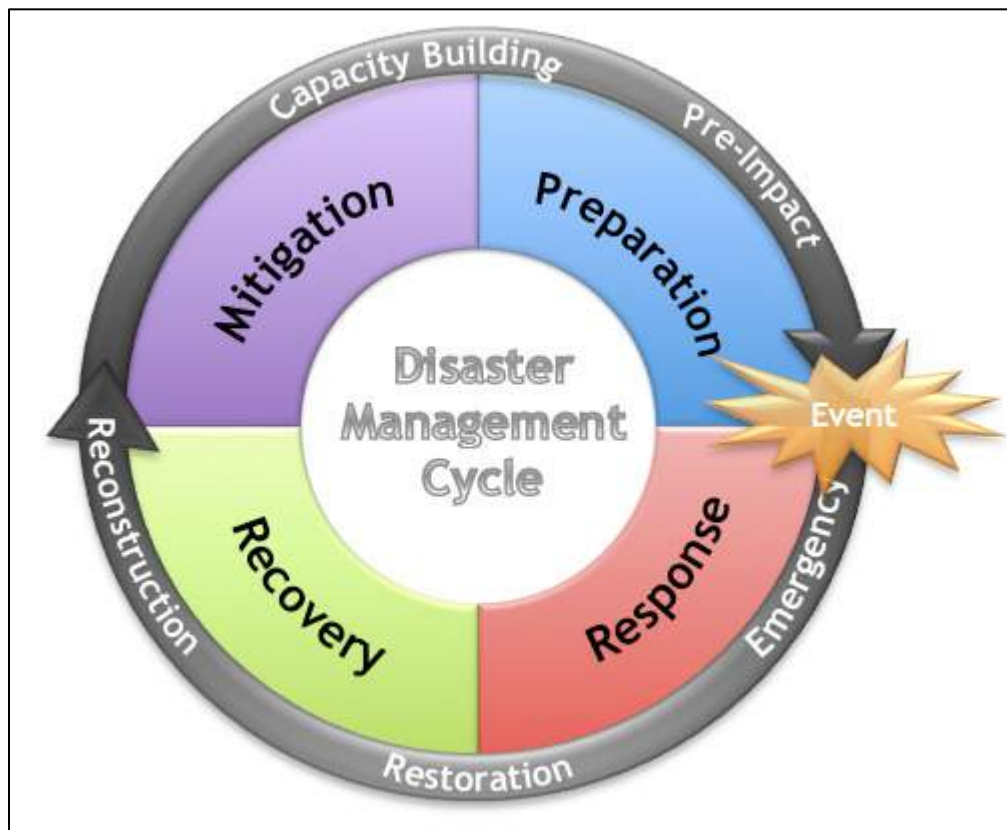 Capacity Building
Pre-Impact
Mitigation
Preparation
Disaster
Management
Cycle
Event
Reconstruction
Recovery
Response
Emergency
Restoration